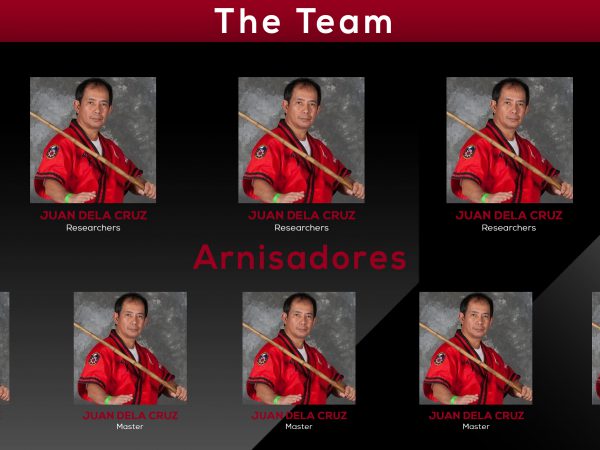 The Team
JUAN DELA CRUZ JUAN DELA CRUZ JUAN DELA CRUZ
Researchers Researchers Researchers
Arnisadores
JUAN DELA CRUZ JUAN DELA CRUZ JUAN DELA CRUZ
Master Master Master